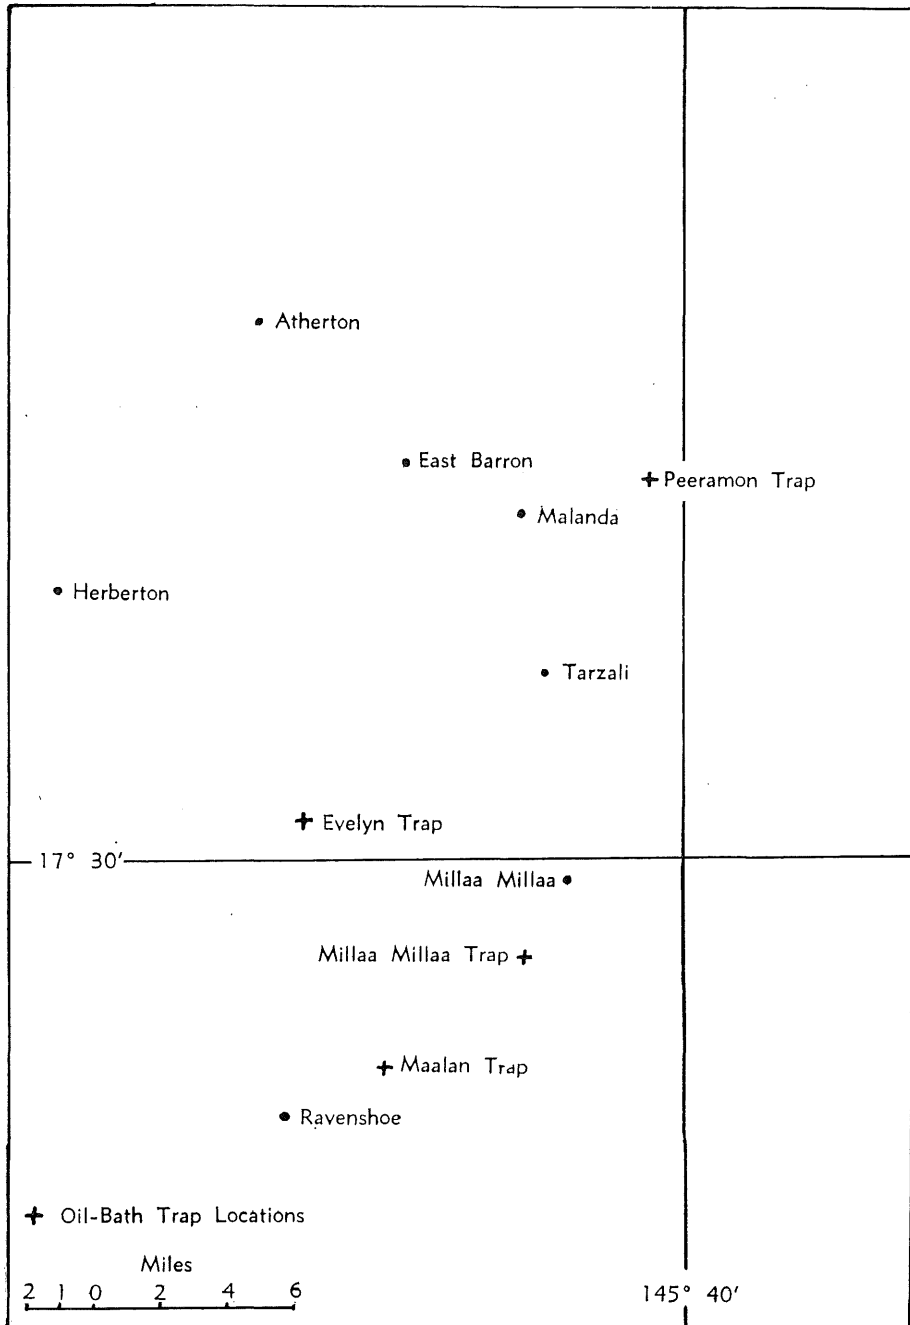 Atherton
East Barron
Peeramon Trap
Malanda
Herberton
Tarzali
Evelyn Trap
17° 30′
Millaa Millaa
Millaa Millaa Trap
Maalan Trap
Ravenshoe
Oil-Bath Trap Locations
Miles
2 1 0 2 4 6
145° 40′